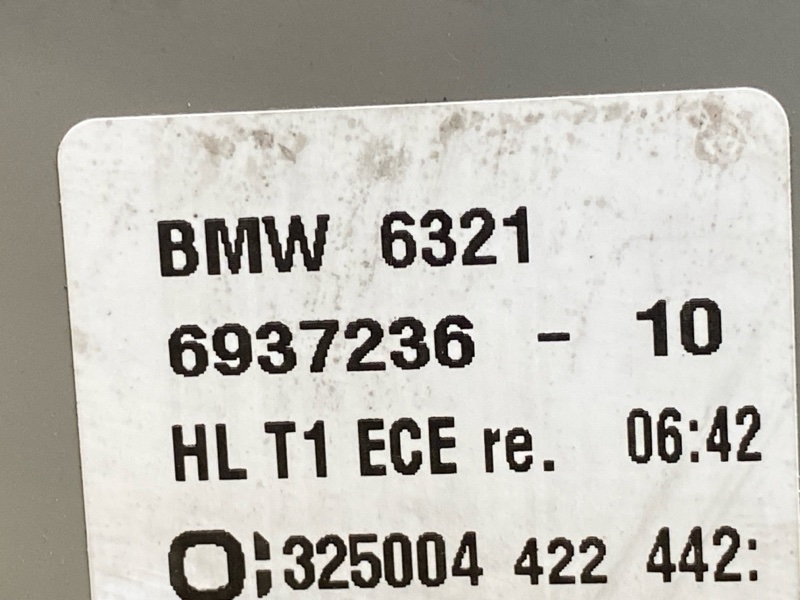 BMW 6321
6937236 - 10
HL T1 ECE re. 06:42
325004 422 442: